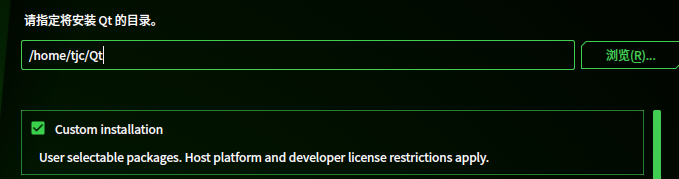 请指定将安装 Qt 的目录。
/home/tjc/Qt
浏览(R)...
Custom installation
User selectable packages. Host platform and developer license restrictions apply.